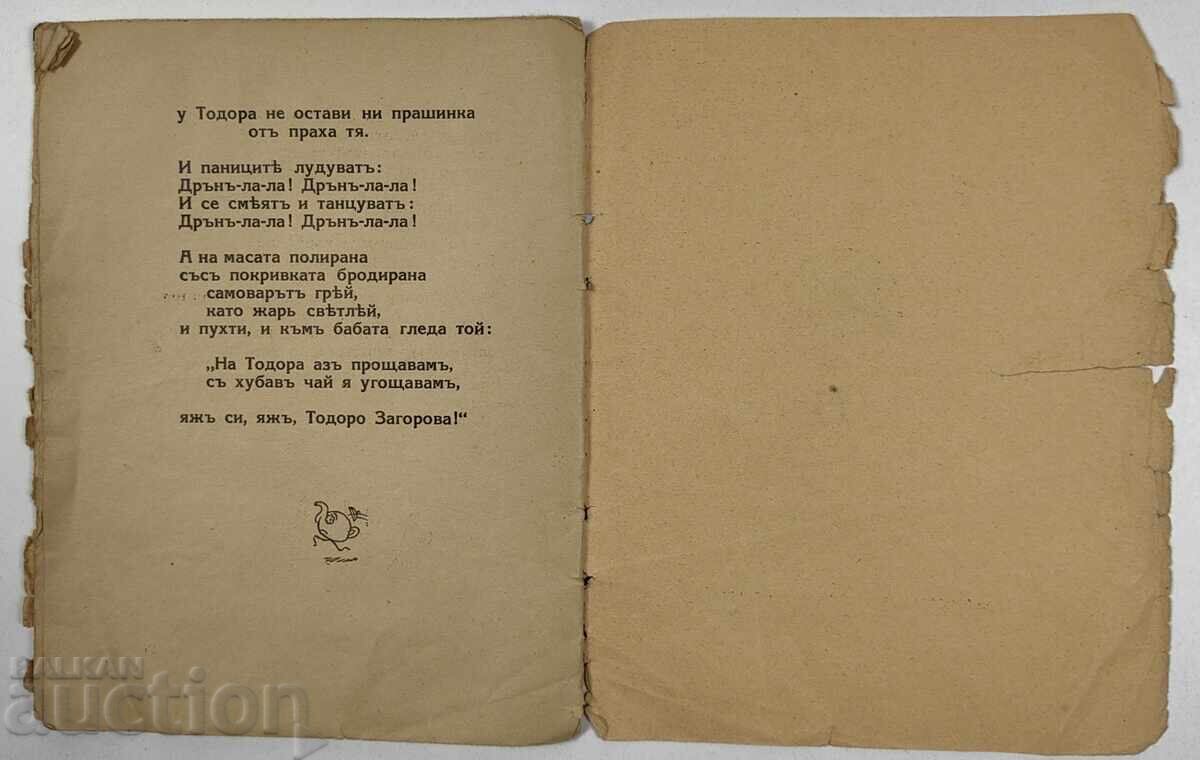 у Тодора не остави ни прашинка
отъ праха тя.
И паницитѣ лудуватъ:
Дрънъ-ла-ла! Дрънъ-ла-ла!
И се смѣятъ и танцуватъ:
Дрънъ-ла-ла! Дрънъ-ла-ла!
А на масата полирана
съсъ покривката бродирана
самоварътъ грѣй,
като жарь свѣтлѣй,
и пухти, и къмъ бабата гледа той:
„На Тодора азъ прощавамъ,
съ хубавъ чай я угощавамъ,
яжъ си, яжъ, Тодоро Загорова!“
BALKAN
auction